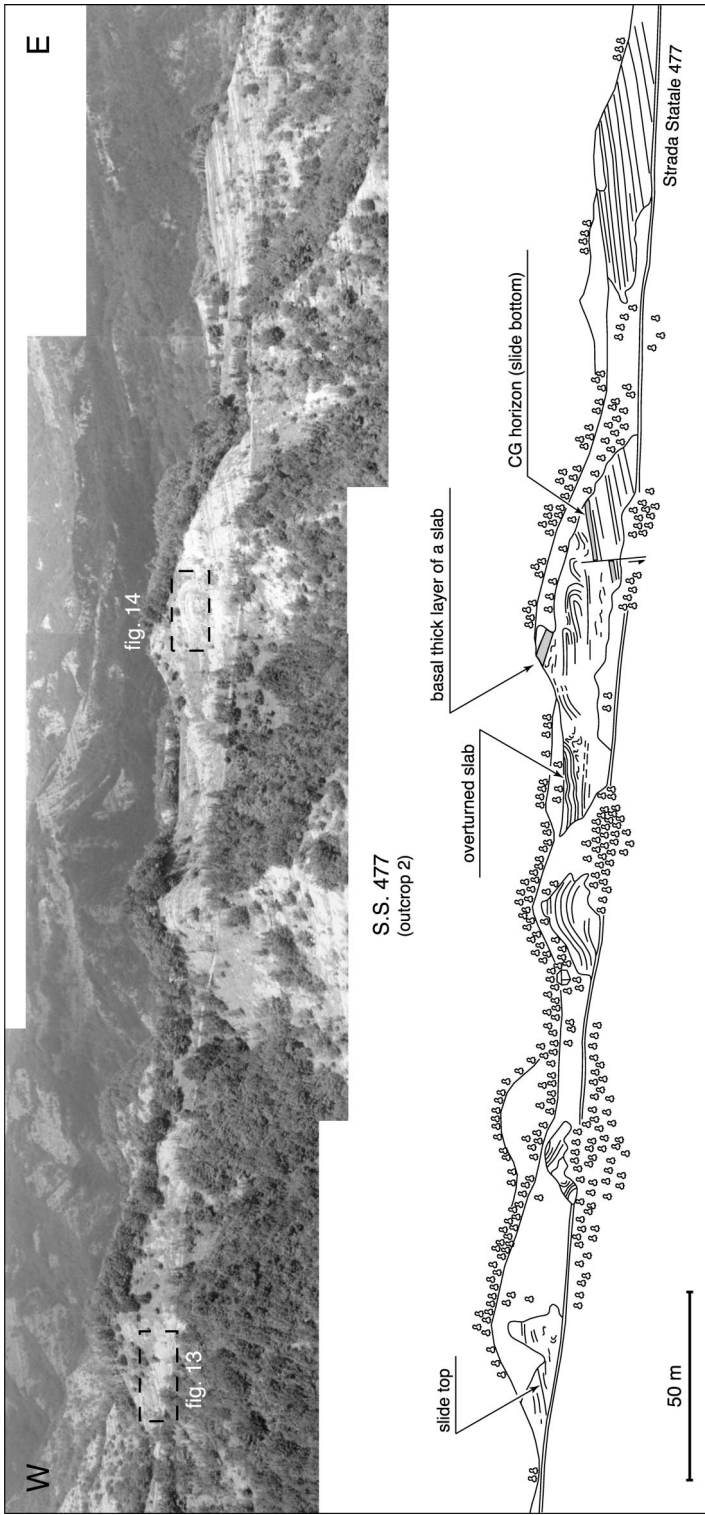 W
E
fig. 13
fig. 14
S.S. 477
(outcrop 2)
slide top
overturned slab
basal thick layer of a slab
CG horizon (slide bottom)
Strada Statale 477
50 m